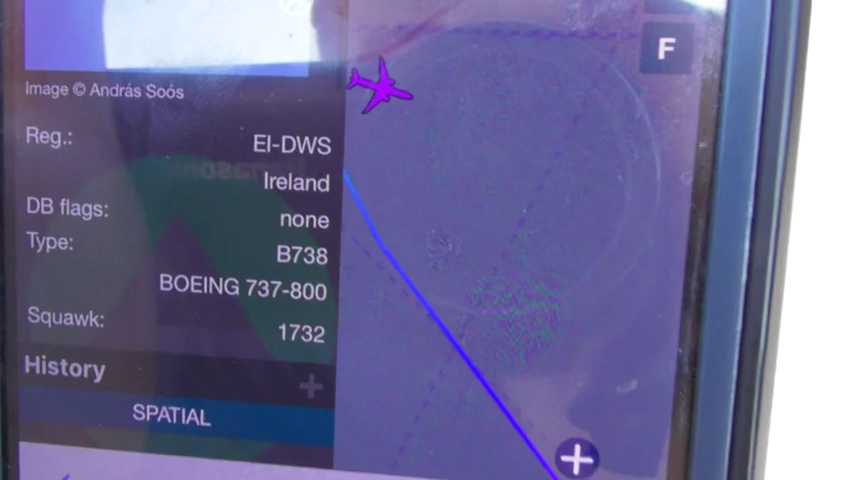 Image © András Soós
Reg.:
EI-DWS
Ireland
DB flags:
none
Type:
B738
BOEING 737-800
Squawk:
1732
History
+
SPATIAL
F
+